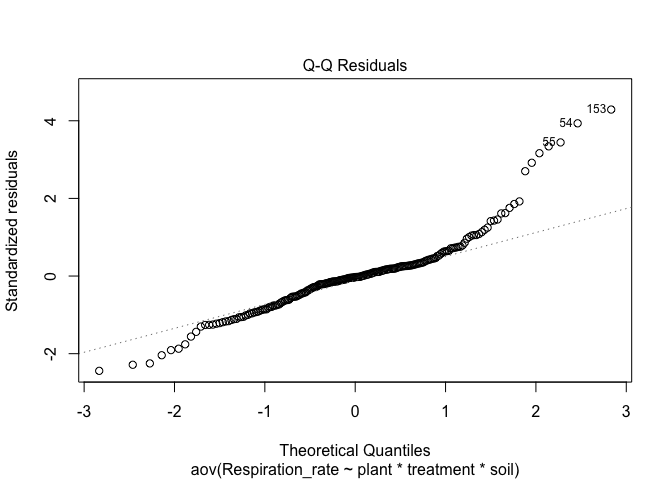 Q-Q Residuals
Standardized residuals
4
2
0
-2
153
54
55
-3 -2 -1 0 1 2 3
Theoretical Quantiles
aov(Respiration_rate ~ plant * treatment * soil)